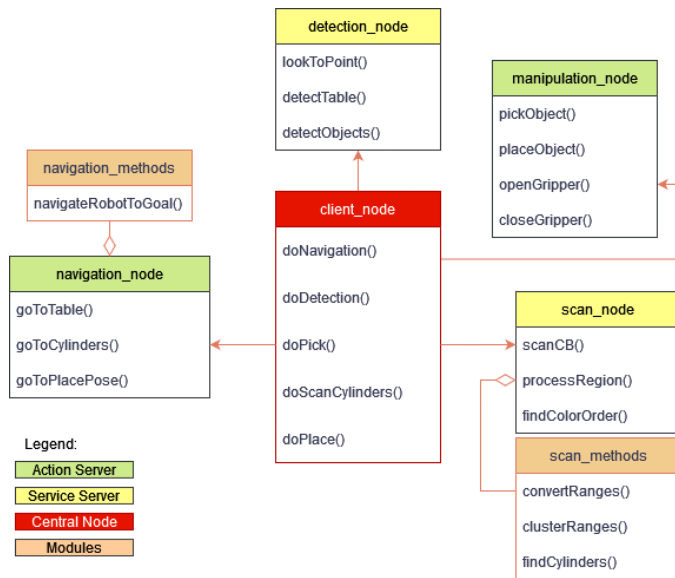 detection_node
lookToPoint()
detectTable()
detectObjects()
manipulation_node
pickObject()
placeObject()
openGripper()
closeGripper()
navigation_methods
navigateRobotToGoal()
client_node
doNavigation()
doDetection()
doPick()
doScanCylinders()
doPlace()
navigation_node
goToTable()
goToCylinders()
goToPlacePose()
scan_node
scanCB()
processRegion()
findColorOrder()
scan_methods
convertRanges()
clusterRanges()
findCylinders()
Legend:
Action Server
Service Server
Central Node
Modules